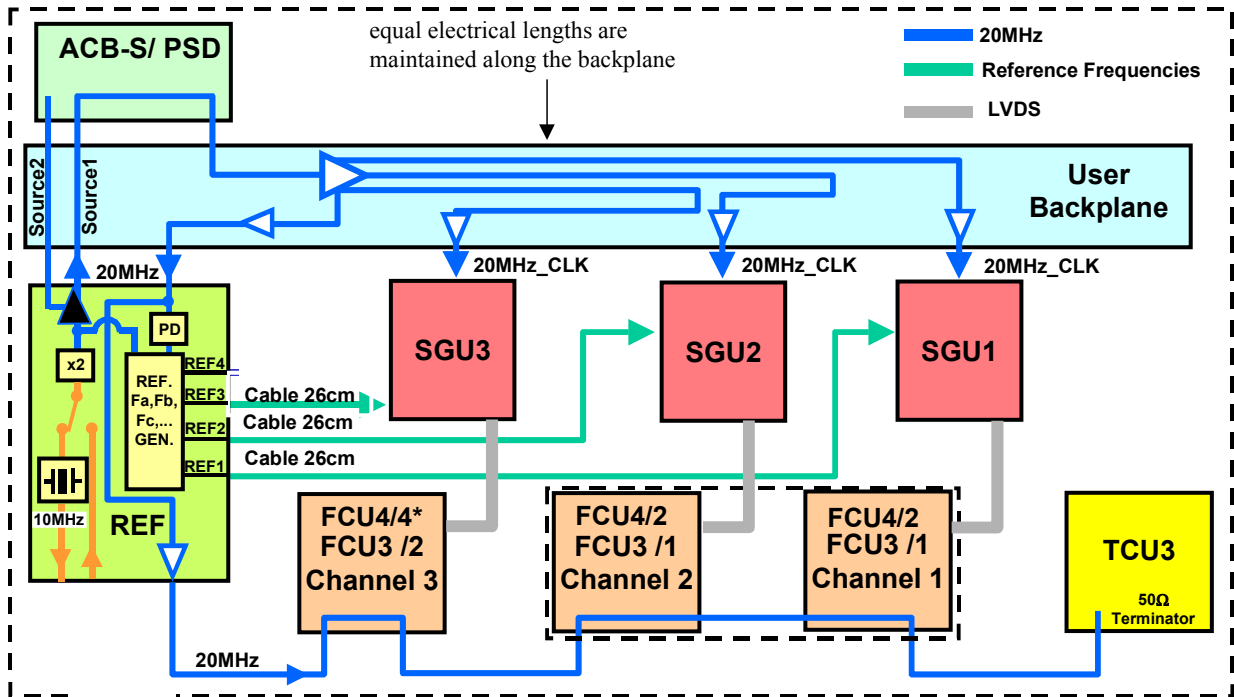 ACB-S/ PSD
equal electrical lengths are
maintained along the backplane
20MHz
Reference Frequencies
LVDS
Source2
Source1
User
Backplane
20MHz
20MHz_CLK
20MHz_CLK
20MHz_CLK
PD
x2
REF.
Fa,Fb,
Fc,...
GEN.
REF4
REF3
REF2
REF1
Cable 26cm
Cable 26cm
Cable 26cm
SGU3
SGU2
SGU1
10MHz
REF
FCU4/4*
FCU3 /2
Channel 3
FCU4/2
FCU3 /1
Channel 2
FCU4/2
FCU3 /1
Channel 1
TCU3
50Ω
Terminator
20MHz